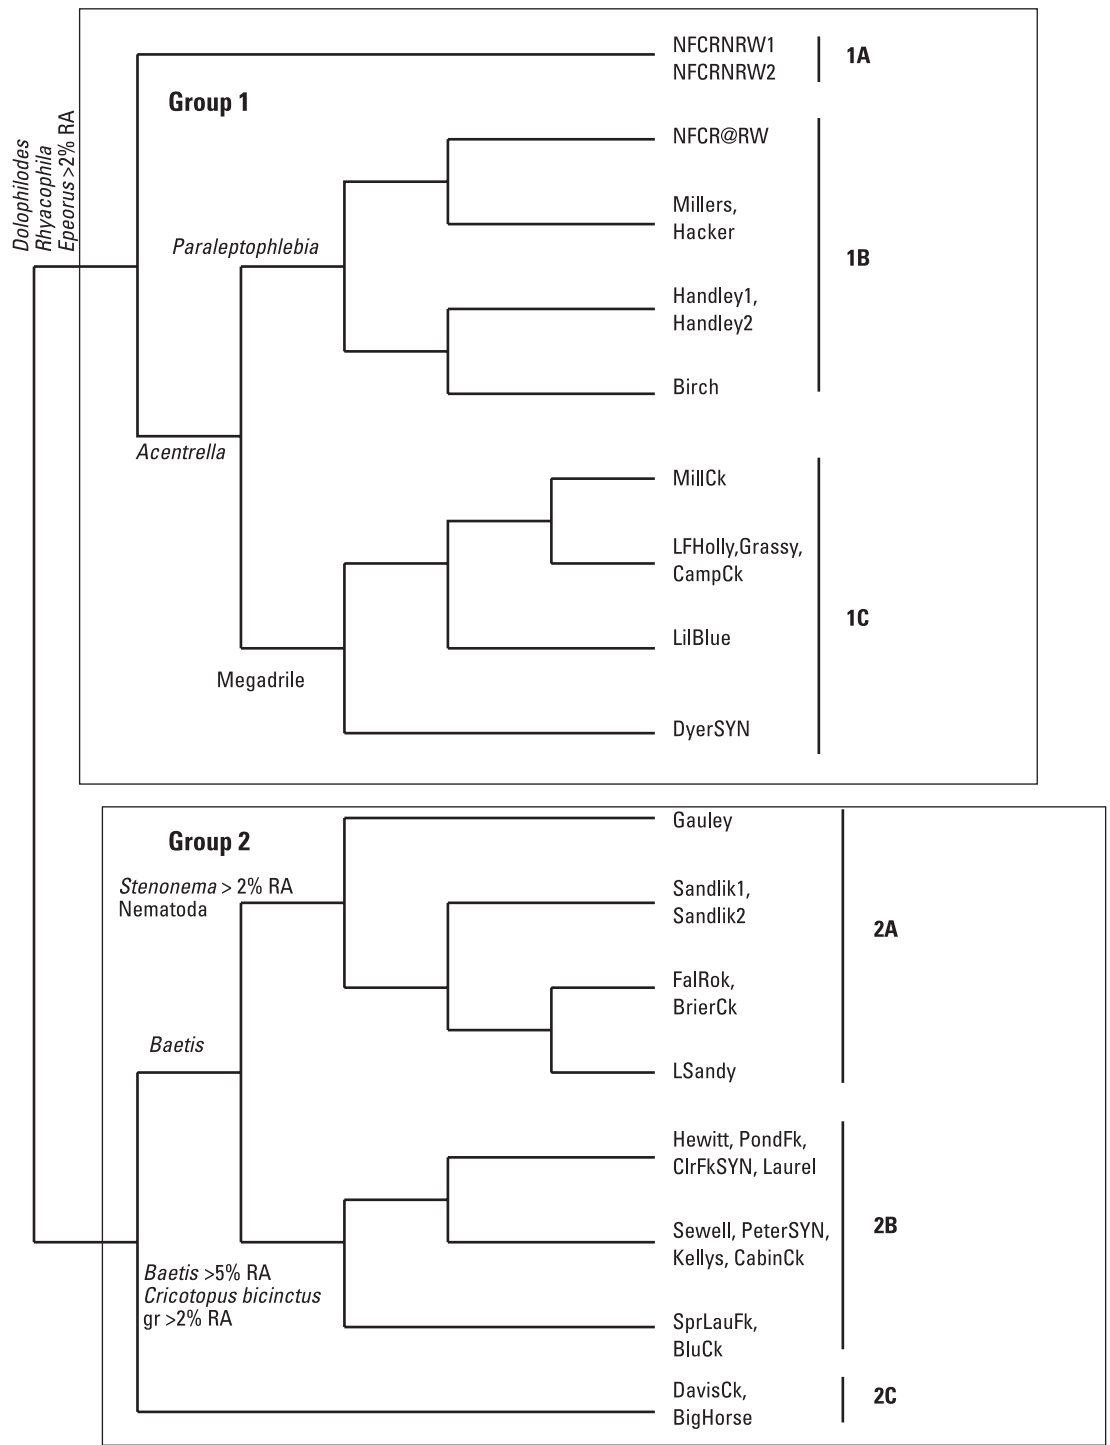 NFCRNRW1
NFCRNRW2
1A
Group 1
Dolophilodes
Rhyacophila
Epeorus >2% RA
NFCR@RW
Millers,
Hacker
Paraleptophlebia
1B
Handley1,
Handley2
Birch
Acentrella
MillCk
LFHolly,Grassy,
CampCk
1C
LilBlue
Megadrile
DyerSYN
Gauley
Group 2
Stenonema > 2% RA
Nematoda
Sandlik1,
Sandlik2
2A
FalRok,
BrierCk
Baetis
LSandy
Hewitt, PondFk,
ClrFkSYN, Laurel
2B
Sewell, PeterSYN,
Kellys, CabinCk
Baetis >5% RA
Cricotopus bicinctus
gr >2% RA
SprLauFk,
BluCk
DavisCk,
BigHorse
2C